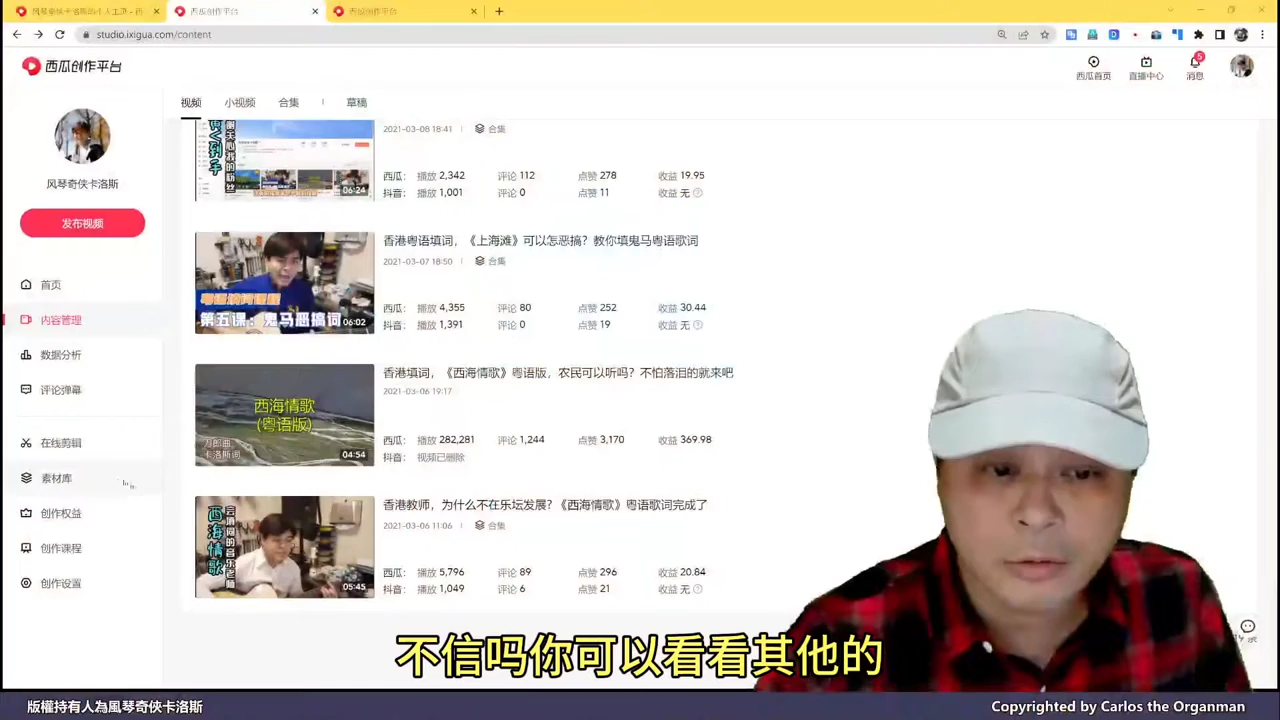 风琴奇侠卡洛斯的个人主页 - 西
西瓜创作平台
西瓜创作平台
studio.ixigua.com/content
西瓜创作平台
西瓜首页
直播中心
5
消息
风琴奇侠卡洛斯
发布视频
首页
内容管理
数据分析
评论弹幕
在线剪辑
素材库
创作权益
创作课程
创作设置
视频
小视频
合集
草稿
06:24
2021-03-08 18:41
合集
西瓜: 播放 2,342 评论 112 点赞 278 收益 19.95
抖音: 播放 1,001 评论 0 点赞 11 收益 无
粤语填词课程
第五课:鬼马恶搞词
06:02
香港粤语填词，《上海滩》可以怎恶搞？教你填鬼马粤语歌词
2021-03-07 18:50
合集
西瓜: 播放 4,355 评论 80 点赞 252 收益 30.44
抖音: 播放 1,391 评论 0 点赞 19 收益 无
西海情歌
(粤语版)
刀郎曲
卡洛斯词
04:54
香港填词，《西海情歌》粤语版，农民可以听吗？不怕落泪的就来吧
2021-03-06 19:17
西瓜: 播放 282,281 评论 1,244 点赞 3,170 收益 369.98
抖音: 视频已删除
西海情歌
05:45
香港教师，为什么不在乐坛发展？《西海情歌》粤语歌词完成了
2021-03-06 11:06
合集
西瓜: 播放 5,796 评论 89 点赞 296 收益 20.84
抖音: 播放 1,049 评论 6 点赞 21 收益 无
不信吗你可以看看其他的
版權持有人為風琴奇俠卡洛斯
Copyrighted by Carlos the Organman